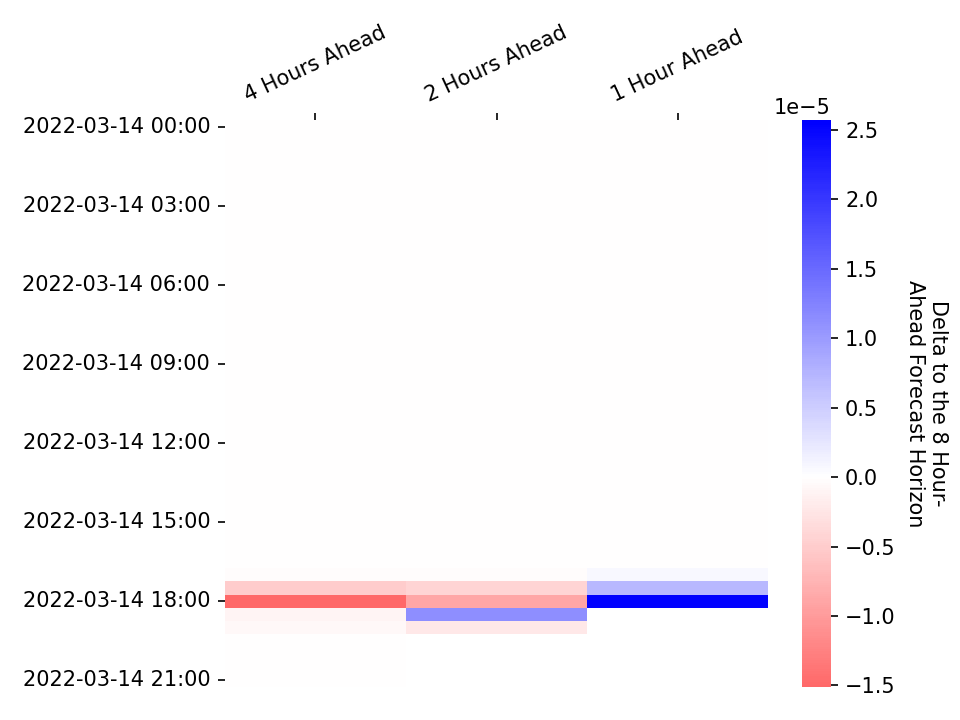 4 Hours Ahead
2 Hours Ahead
1 Hour Ahead
1e−5
2022-03-14 00:00
2022-03-14 03:00
2022-03-14 06:00
2022-03-14 09:00
2022-03-14 12:00
2022-03-14 15:00
2022-03-14 18:00
2022-03-14 21:00
2.5
2.0
1.5
1.0
0.5
0.0
−0.5
−1.0
−1.5
Delta to the 8 Hour-
Ahead Forecast Horizon